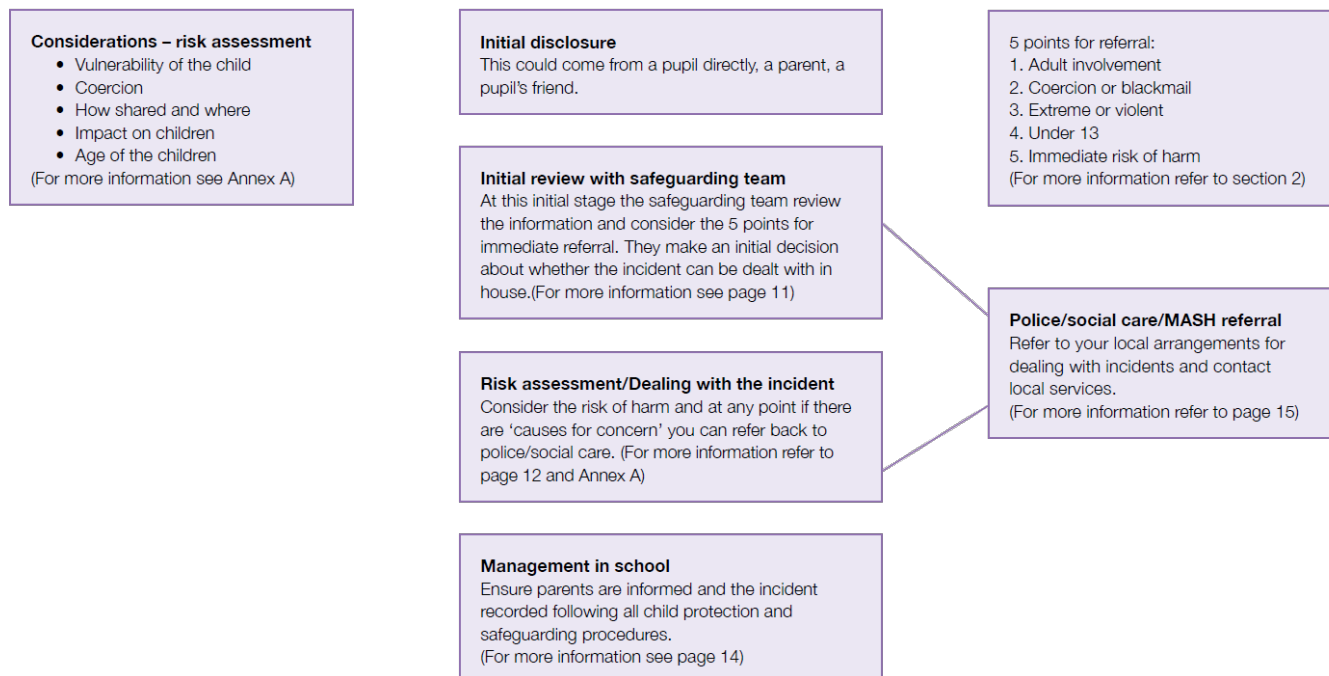 Considerations – risk assessment
• Vulnerability of the child
• Coercion
• How shared and where
• Impact on children
• Age of the children
(For more information see Annex A)
Initial disclosure
This could come from a pupil directly, a parent, a
pupil's friend.
Initial review with safeguarding team
At this initial stage the safeguarding team review
the information and consider the 5 points for
immediate referral. They make an initial decision
about whether the incident can be dealt with in
house.(For more information see page 11)
Risk assessment/Dealing with the incident
Consider the risk of harm and at any point if there
are ‘causes for concern’ you can refer back to
police/social care. (For more information refer to
page 12 and Annex A)
Management in school
Ensure parents are informed and the incident
recorded following all child protection and
safeguarding procedures.
(For more information see page 14)
5 points for referral:
1. Adult involvement
2. Coercion or blackmail
3. Extreme or violent
4. Under 13
5. Immediate risk of harm
(For more information refer to section 2)
Police/social care/MASH referral
Refer to your local arrangements for
dealing with incidents and contact
local services.
(For more information refer to page 15)